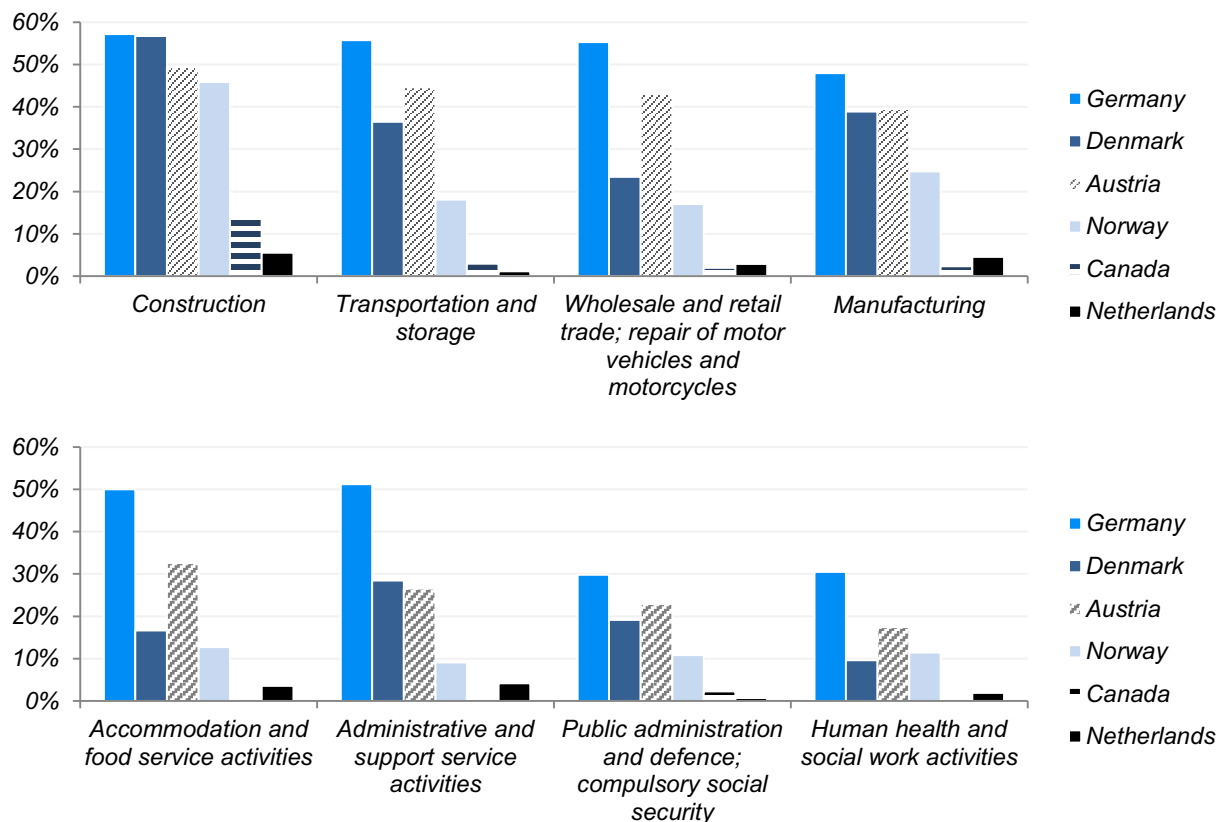 60%
50%
40%
30%
20%
10%
0%
Construction
Transportation and
storage
Wholesale and retail
trade; repair of motor
vehicles and
motorcycles
Manufacturing
Germany
Denmark
Austria
Norway
Canada
Netherlands
60%
50%
40%
30%
20%
10%
0%
Accommodation and
food service activities
Administrative and
support service
activities
Public administration
and defence;
compulsory social
security
Human health and
social work activities
Germany
Denmark
Austria
Norway
Canada
Netherlands